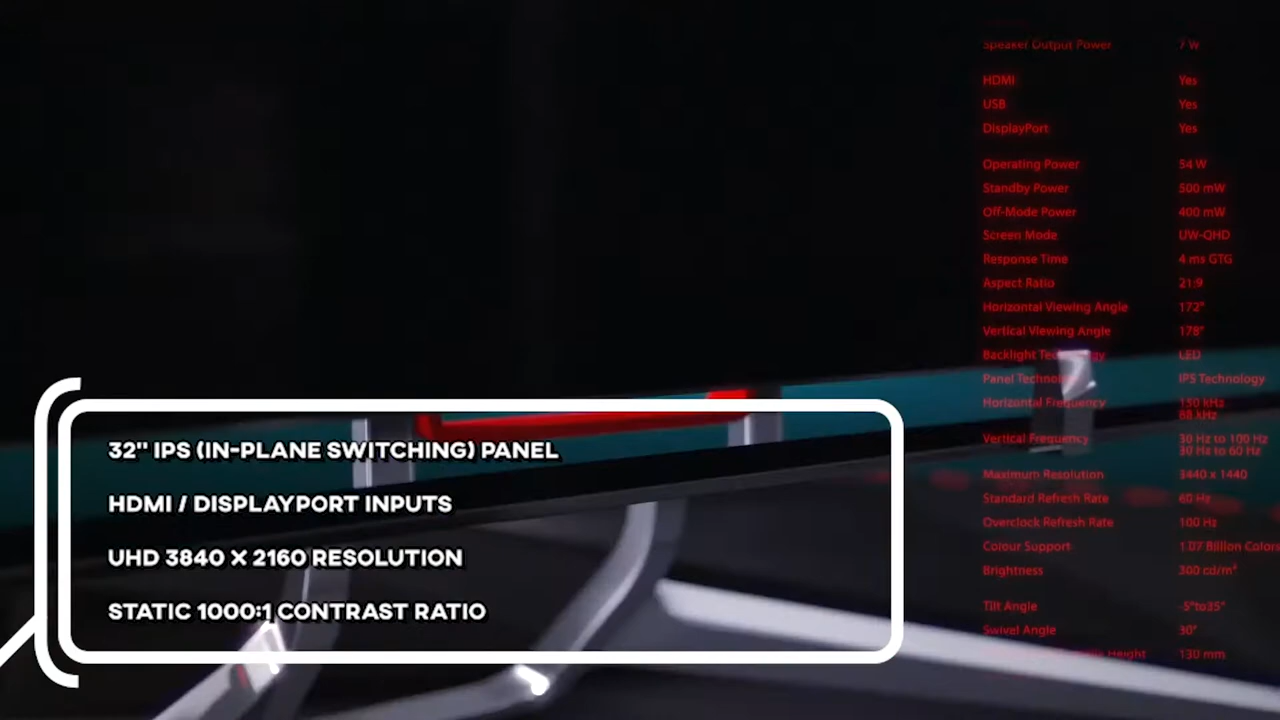 32" IPS (IN-PLANE SWITCHING) PANEL
HDMI / DISPLAYPORT INPUTS
UHD 3840 × 2160 RESOLUTION
STATIC 1000:1 CONTRAST RATIO
Speaker Output Power 7 W
HDMI Yes
USB Yes
DisplayPort Yes
Operating Power 54 W
Standby Power 500 mW
Off-Mode Power 400 mW
Screen Mode UW-QHD
Response Time 4 ms GTG
Aspect Ratio 21:9
Horizontal Viewing Angle 172°
Vertical Viewing Angle 178°
Backlight LED
Panel Technology IPS Technology
Horizontal Frequency 150 kHz
88 kHz
Vertical Frequency 30 Hz to 100 Hz
30 Hz to 60 Hz
Maximum Resolution 3440 x 1440
Standard Refresh Rate 60 Hz
Overclock Refresh Rate 100 Hz
Colour Support 1.07 Billion Colors
Brightness 300 cd/m²
Tilt Angle -5°to35°
Swivel Angle 30°
Height 130 mm